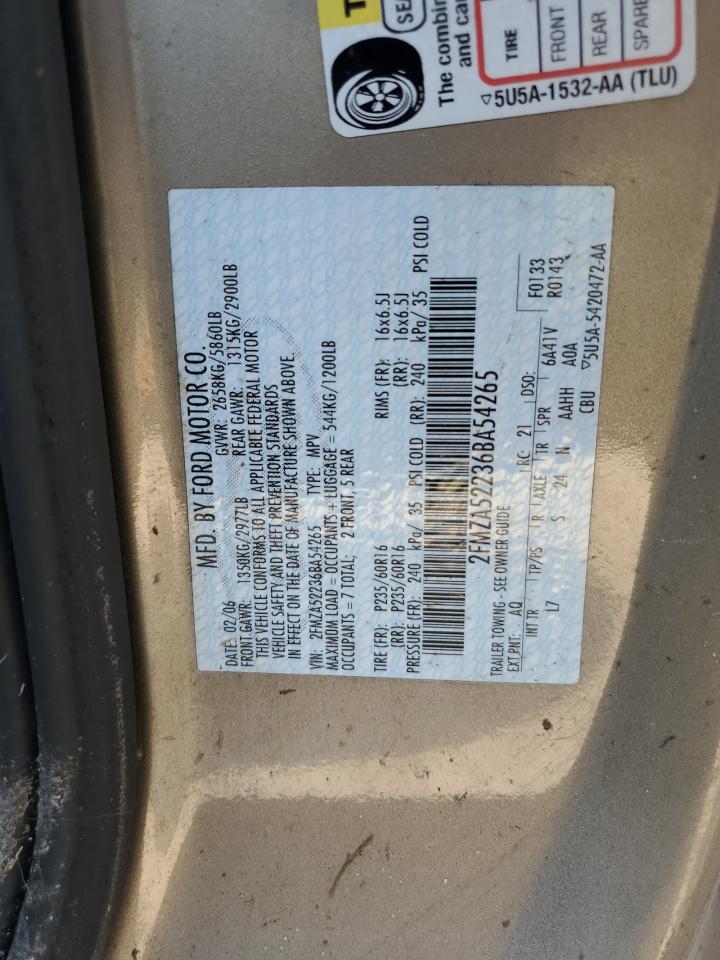 T
SEA
The combin
and car
TIRE
FRONT
REAR
SPARE
5U5A-1532-AA (TLU)
MFD. BY FORD MOTOR CO.
DATE: 02/06 GVWR: 2658KG/5860LB
FRONT GAWR: 1350KG/2977LB REAR GAWR: 1315KG/2900LB
THIS VEHICLE CONFORMS TO ALL APPLICABLE FEDERAL MOTOR
VEHICLE SAFETY AND THEFT PREVENTION STANDARDS
IN EFFECT ON THE DATE OF MANUFACTURE SHOWN ABOVE.
VIN: 2FMZA52236BA54265 TYPE: MPV
MAXIMUM LOAD = OCCUPANTS + LUGGAGE = 544KG/1200LB
OCCUPANTS = 7 TOTAL; 2 FRONT, 5 REAR
TIRE (FR): P235/60R16 RIMS (FR): 16x6.5J
(RR): P235/60R16 (RR): 16x6.5J
PRESSURE (FR): 240 kPa/ 35 PSI COLD (RR): 240 kPa/ 35 PSI COLD
2FMZA52236BA54265
TRAILER TOWING - SEE OWNER GUIDE
EXT PNT: AQ RC: 21 DSO: F0133
INT TR TP/PS R AXLE TR SPR 6A41V R0143
L7 S 24 N AAHH A0A
CBU 5U5A-5420472-AA